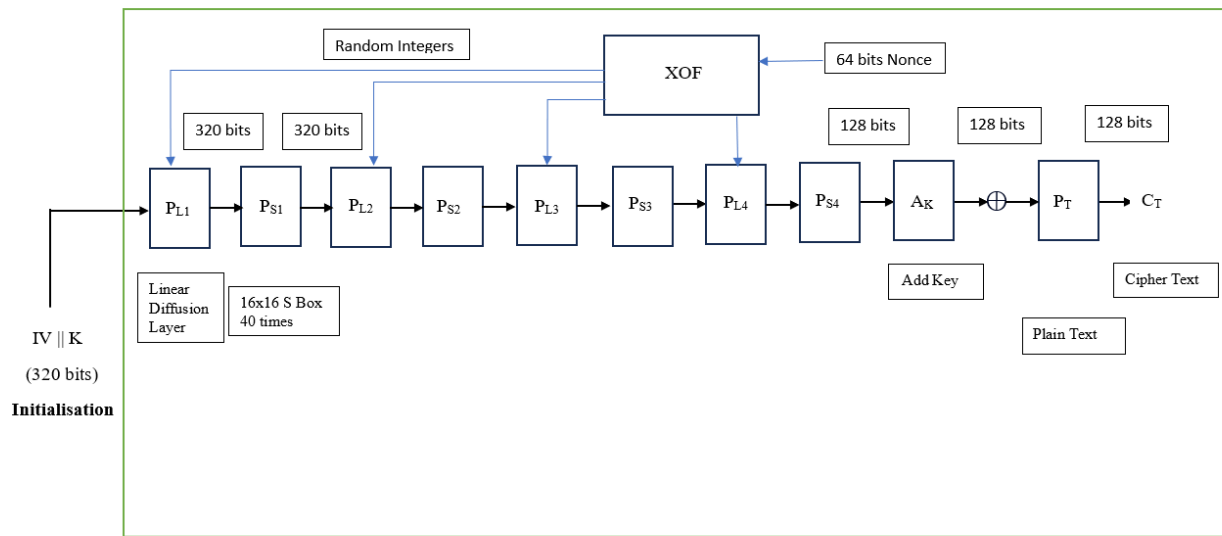 Random Integers
XOF
64 bits Nonce
320 bits
320 bits
128 bits
128 bits
128 bits
PL1
PS1
PL2
PS2
PL3
PS3
PL4
PS4
AK
PT
CT
Linear
Diffusion
Layer
16x16 S Box
40 times
Add Key
Cipher Text
Plain Text
IV || K
(320 bits)
Initialisation